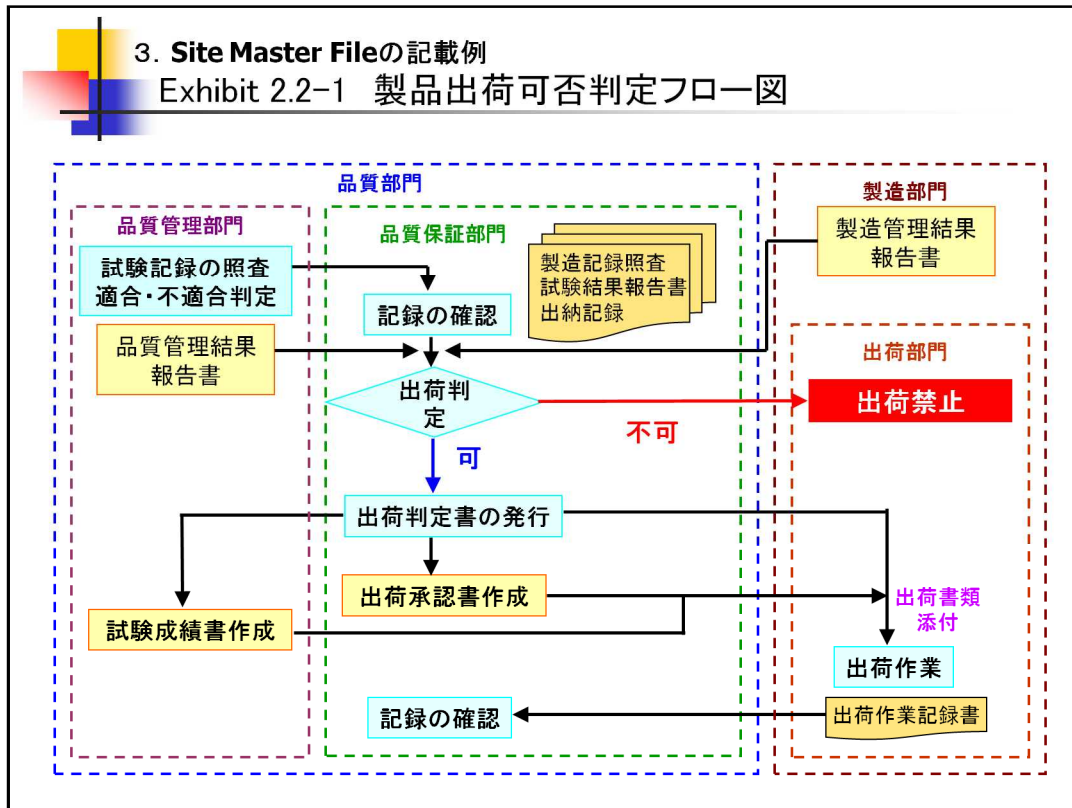 ３．Site Master Fileの記載例
Exhibit 2.2-1　製品出荷可否判定フロー図
品質部門
製造部門
品質管理部門
品質保証部門
製造管理結果
報告書
試験記録の照査
適合・不適合判定
製造記録照査
試験結果報告書
出納記録
記録の確認
品質管理結果
報告書
出荷部門
出荷判
定
出荷禁止
不可
可
出荷判定書の発行
出荷承認書作成
出荷書類
添付
試験成績書作成
出荷作業
記録の確認
出荷作業記録書